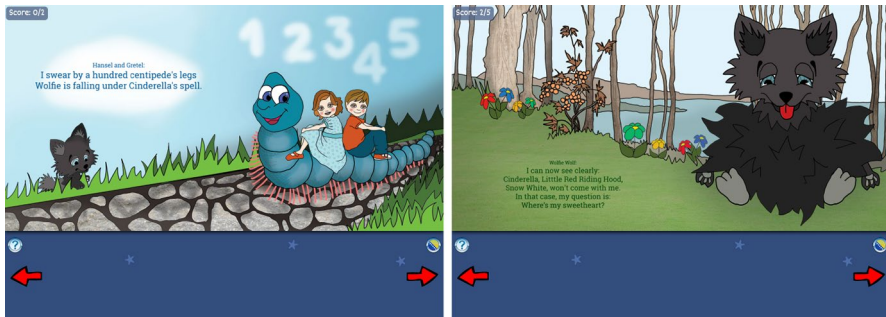 Score: 0/2
1 2 3 4 5
Hansel and Gretel:
I swear by a hundred centipede's legs
Wolfie is falling under Cinderella's spell.
?
Score: 2/5
Wolfie Wolf:
I can now see clearly:
Cinderella, Little Red Riding Hood,
Snow White, won't come with me.
In that case, my question is:
Where's my sweetheart?
?